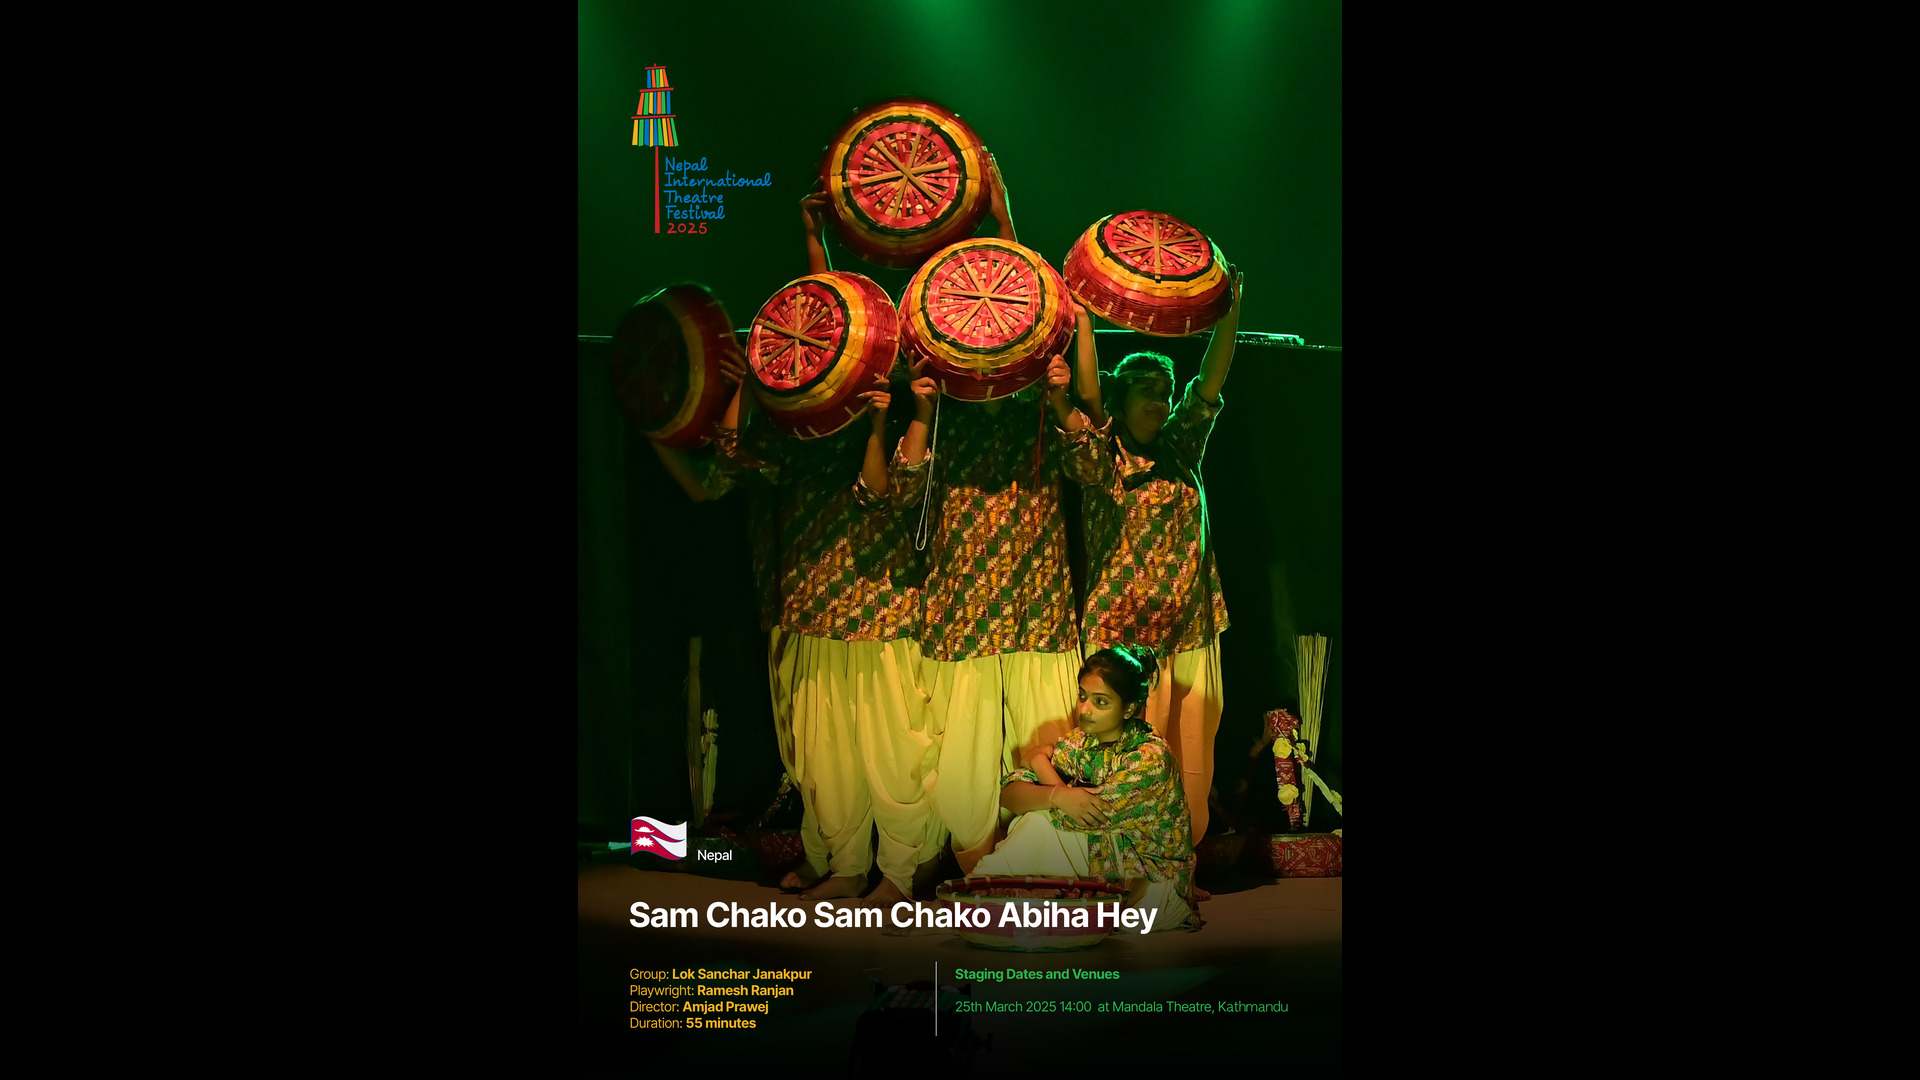 Nepal
International
Theatre
Festival
2025
Nepal
Sam Chako Sam Chako Abiha Hey
Group: Lok Sanchar Janakpur
Playwright: Ramesh Ranjan
Director: Amjad Prawej
Duration: 55 minutes
Staging Dates and Venues
25th March 2025 14:00 at Mandala Theatre, Kathmandu